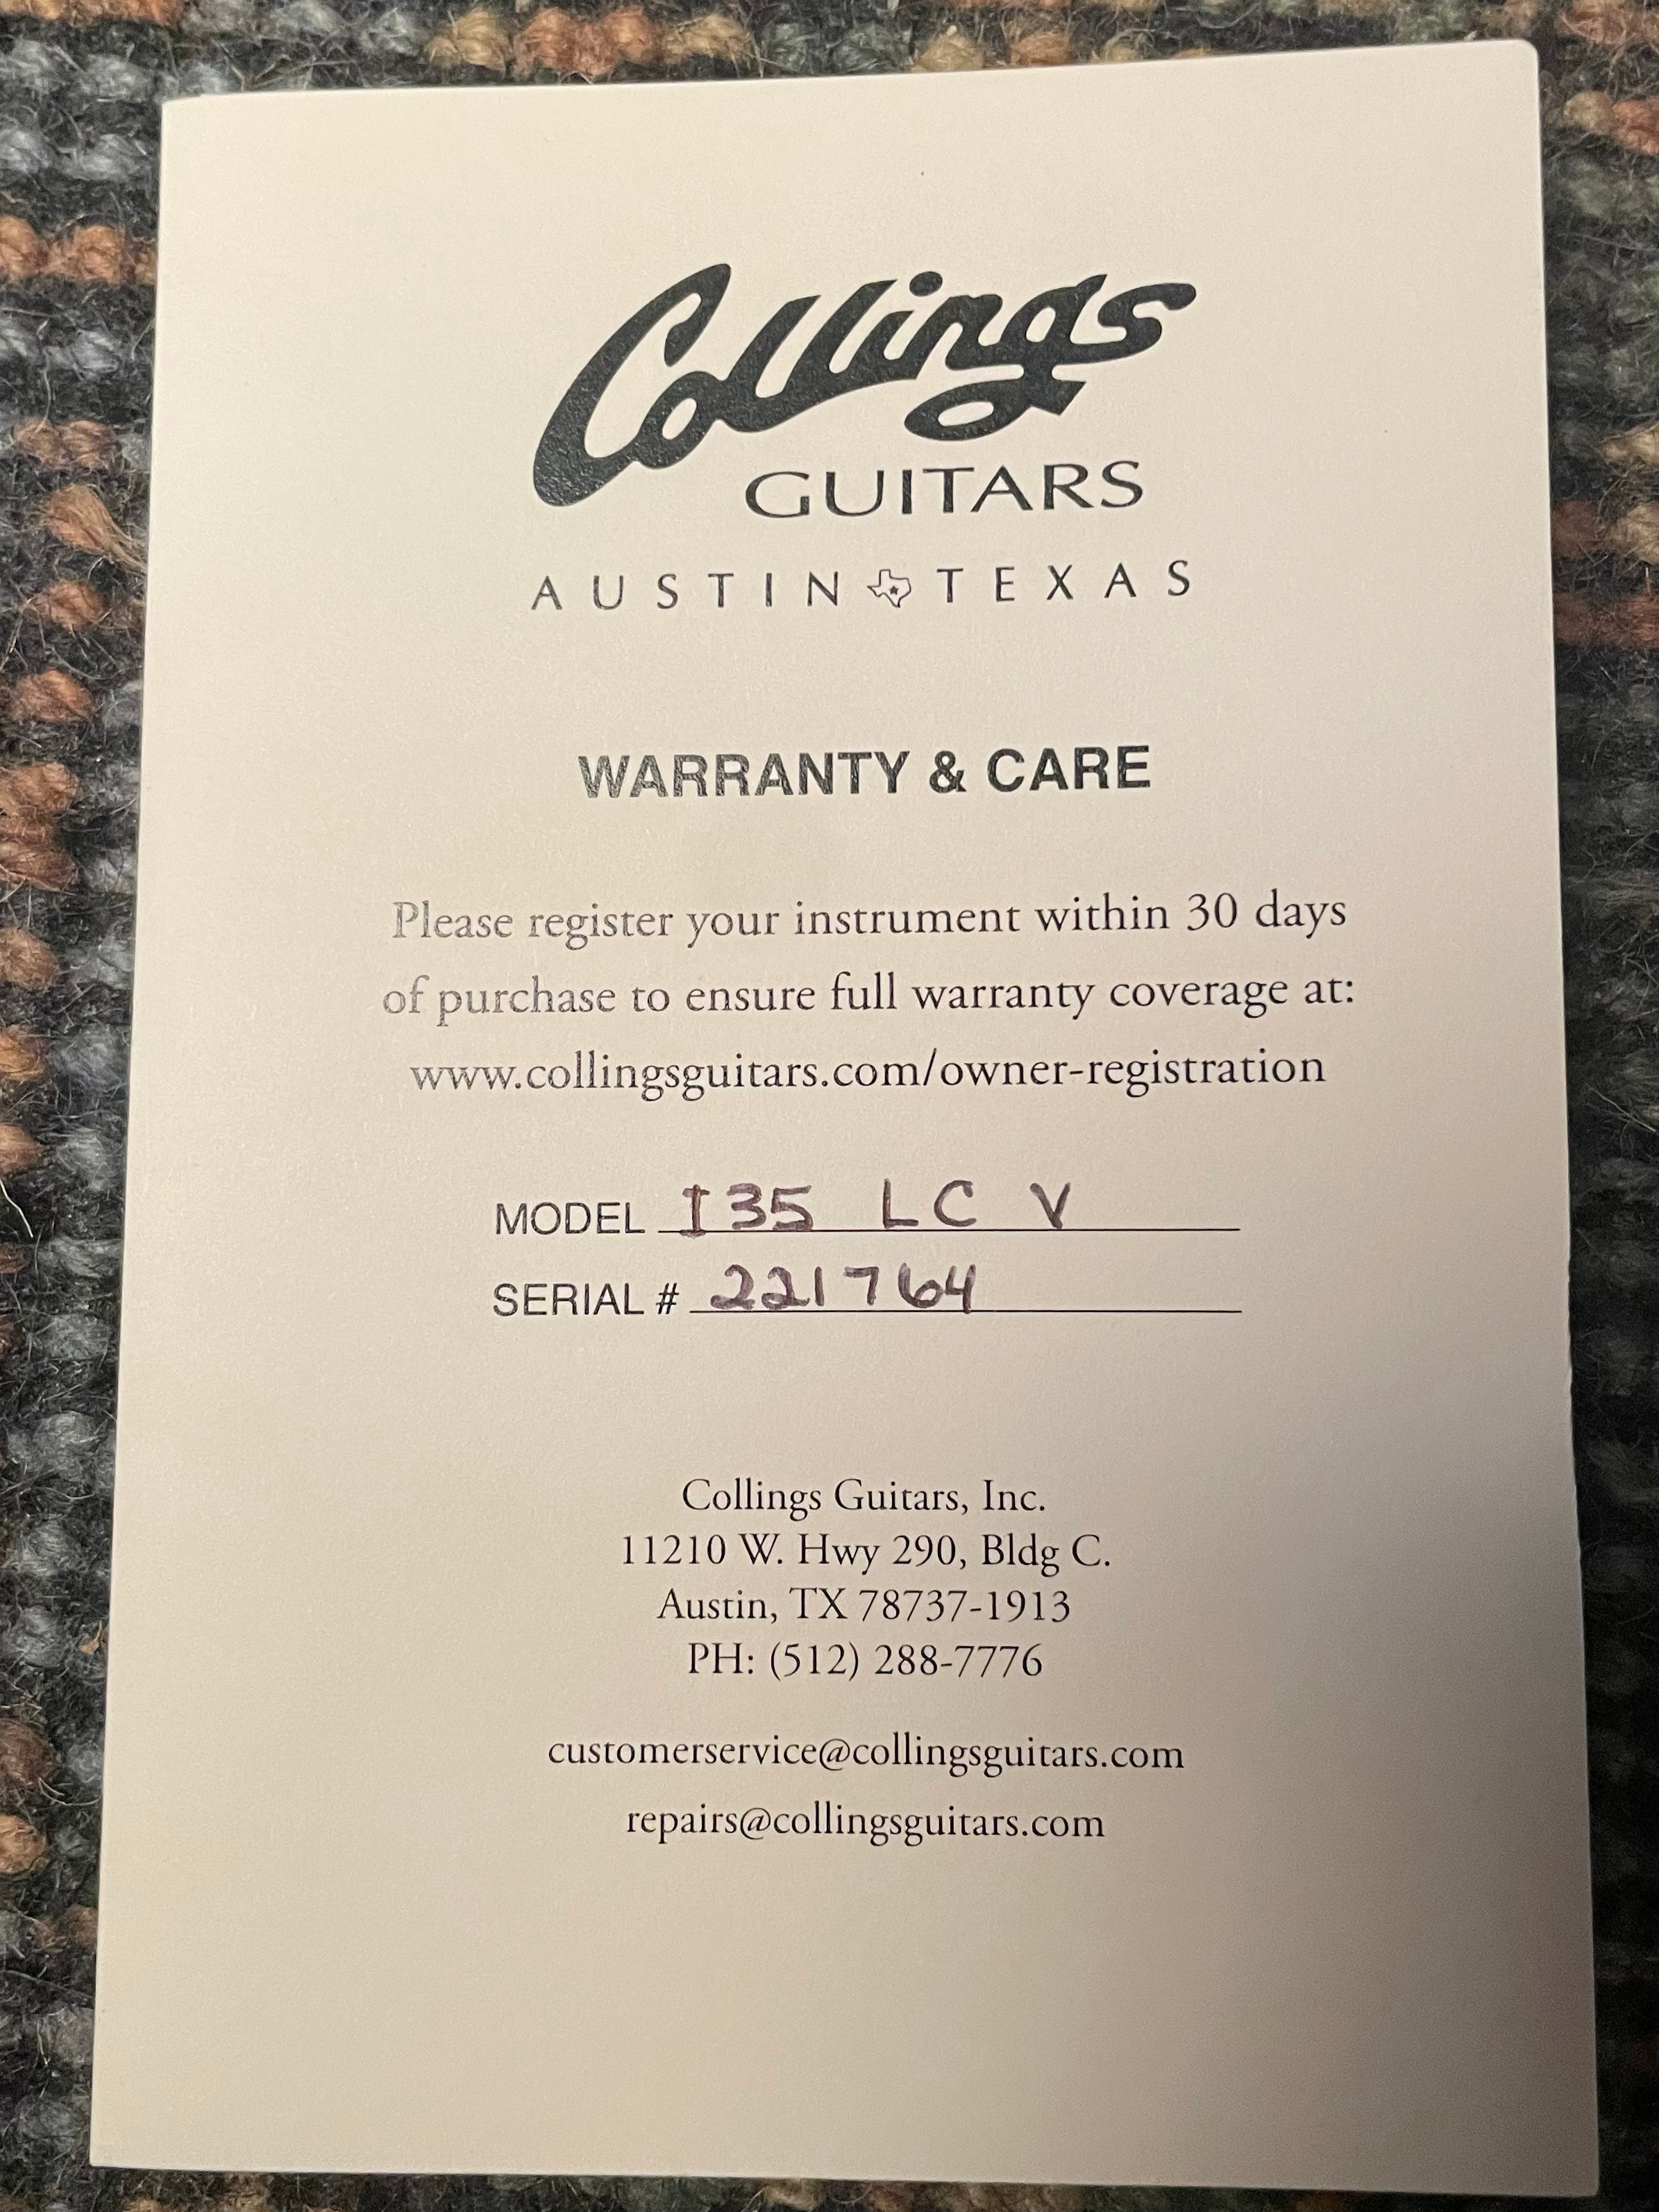 Collings
GUITARS
AUSTIN TEXAS
WARRANTY & CARE
Please register your instrument within 30 days
of purchase to ensure full warranty coverage at:
www.collingsguitars.com/owner-registration
MODEL I35 LC V
SERIAL # 221764
Collings Guitars, Inc.
11210 W. Hwy 290, Bldg C.
Austin, TX 78737-1913
PH: (512) 288-7776
customerservice@collingsguitars.com
repairs@collingsguitars.com